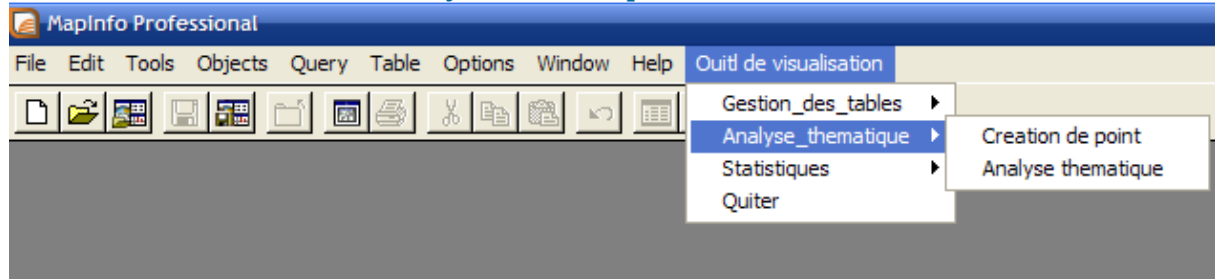 MapInfo Professional
File Edit Tools Objects Query Table Options Window Help Ouitl de visualisation
Gestion_des_tables
Analyse_thematique
Creation de point
Statistiques
Analyse thematique
Quiter